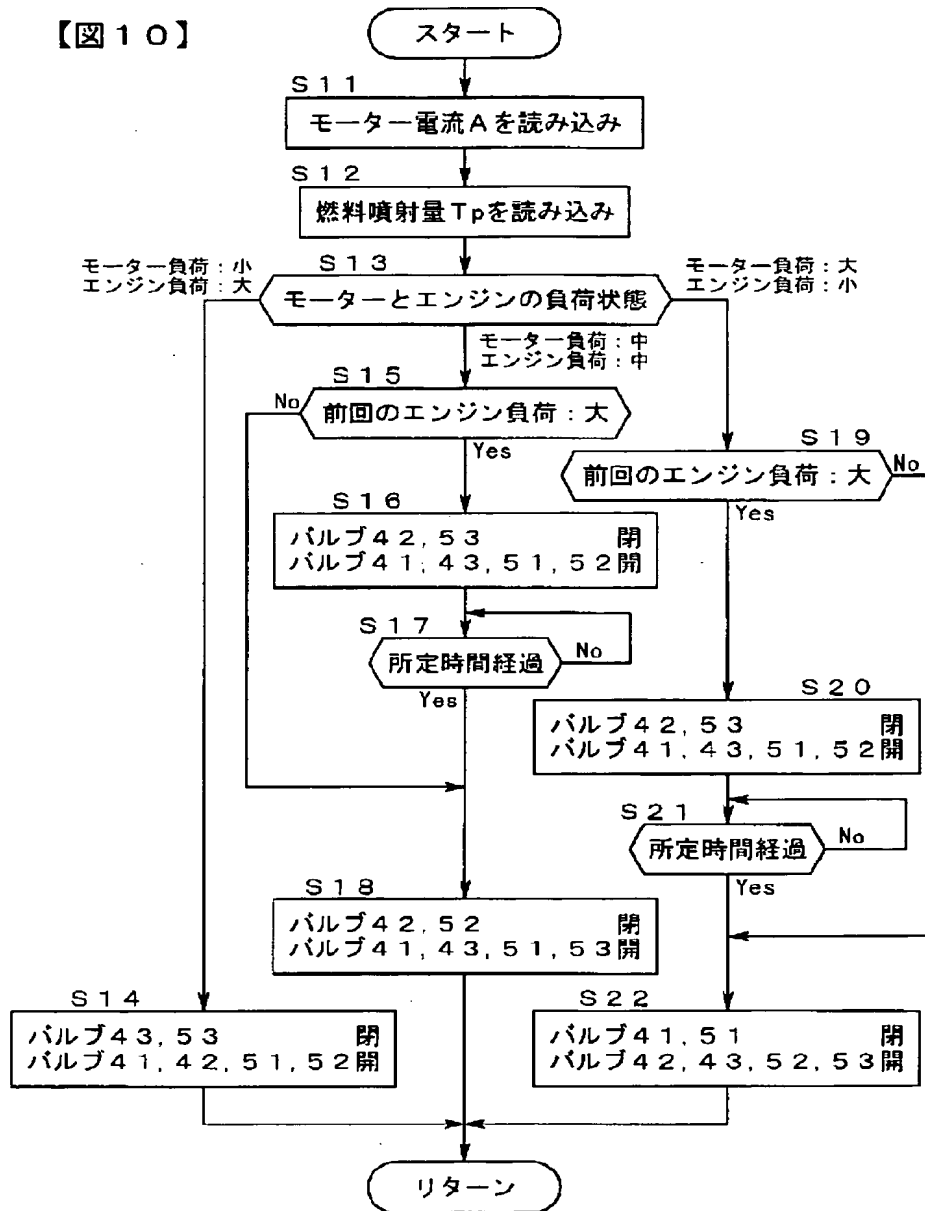 【図１０】
スタート
Ｓ１１
モーター電流Ａを読み込み
Ｓ１２
燃料噴射量Ｔｐを読み込み
モーター負荷：小
エンジン負荷：大
Ｓ１３
モーターとエンジンの負荷状態
モーター負荷：大
エンジン負荷：小
モーター負荷：中
エンジン負荷：中
Ｓ１５
No
前回のエンジン負荷：大
Yes
Ｓ１９
前回のエンジン負荷：大
No
Yes
Ｓ１６
バルブ４２，５３ 閉
バルブ４１，４３，５１，５２開
Ｓ１７
所定時間経過
No
Yes
Ｓ２０
バルブ４２，５３ 閉
バルブ４１，４３，５１，５２開
Ｓ２１
所定時間経過
No
Yes
Ｓ１８
バルブ４２，５２ 閉
バルブ４１，４３，５１，５３開
Ｓ１４
バルブ４３，５３ 閉
バルブ４１，４２，５１，５２開
Ｓ２２
バルブ４１，５１ 閉
バルブ４２，４３，５２，５３開
リターン